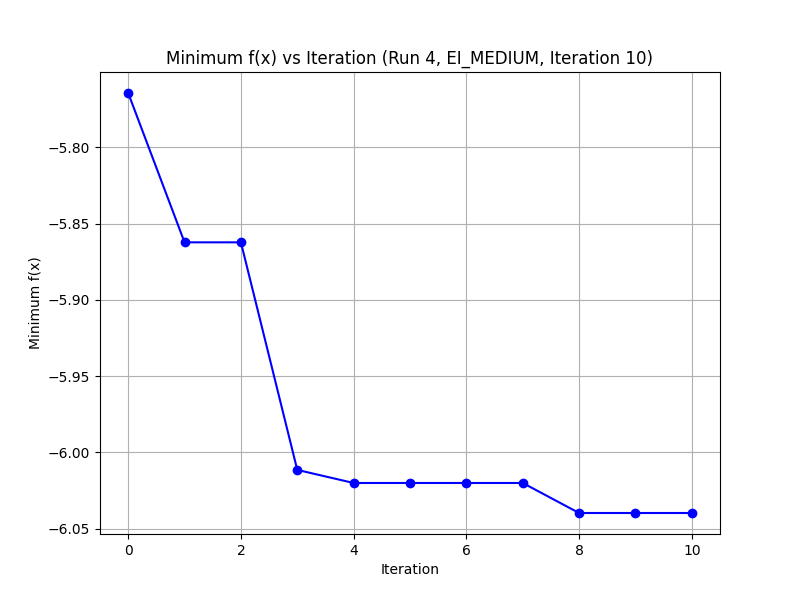 Minimum f(x) vs Iteration (Run 4, EI_MEDIUM, Iteration 10)
−5.80
−5.85
−5.90
−5.95
−6.00
−6.05
Minimum f(x)
0 2 4 6 8 10
Iteration